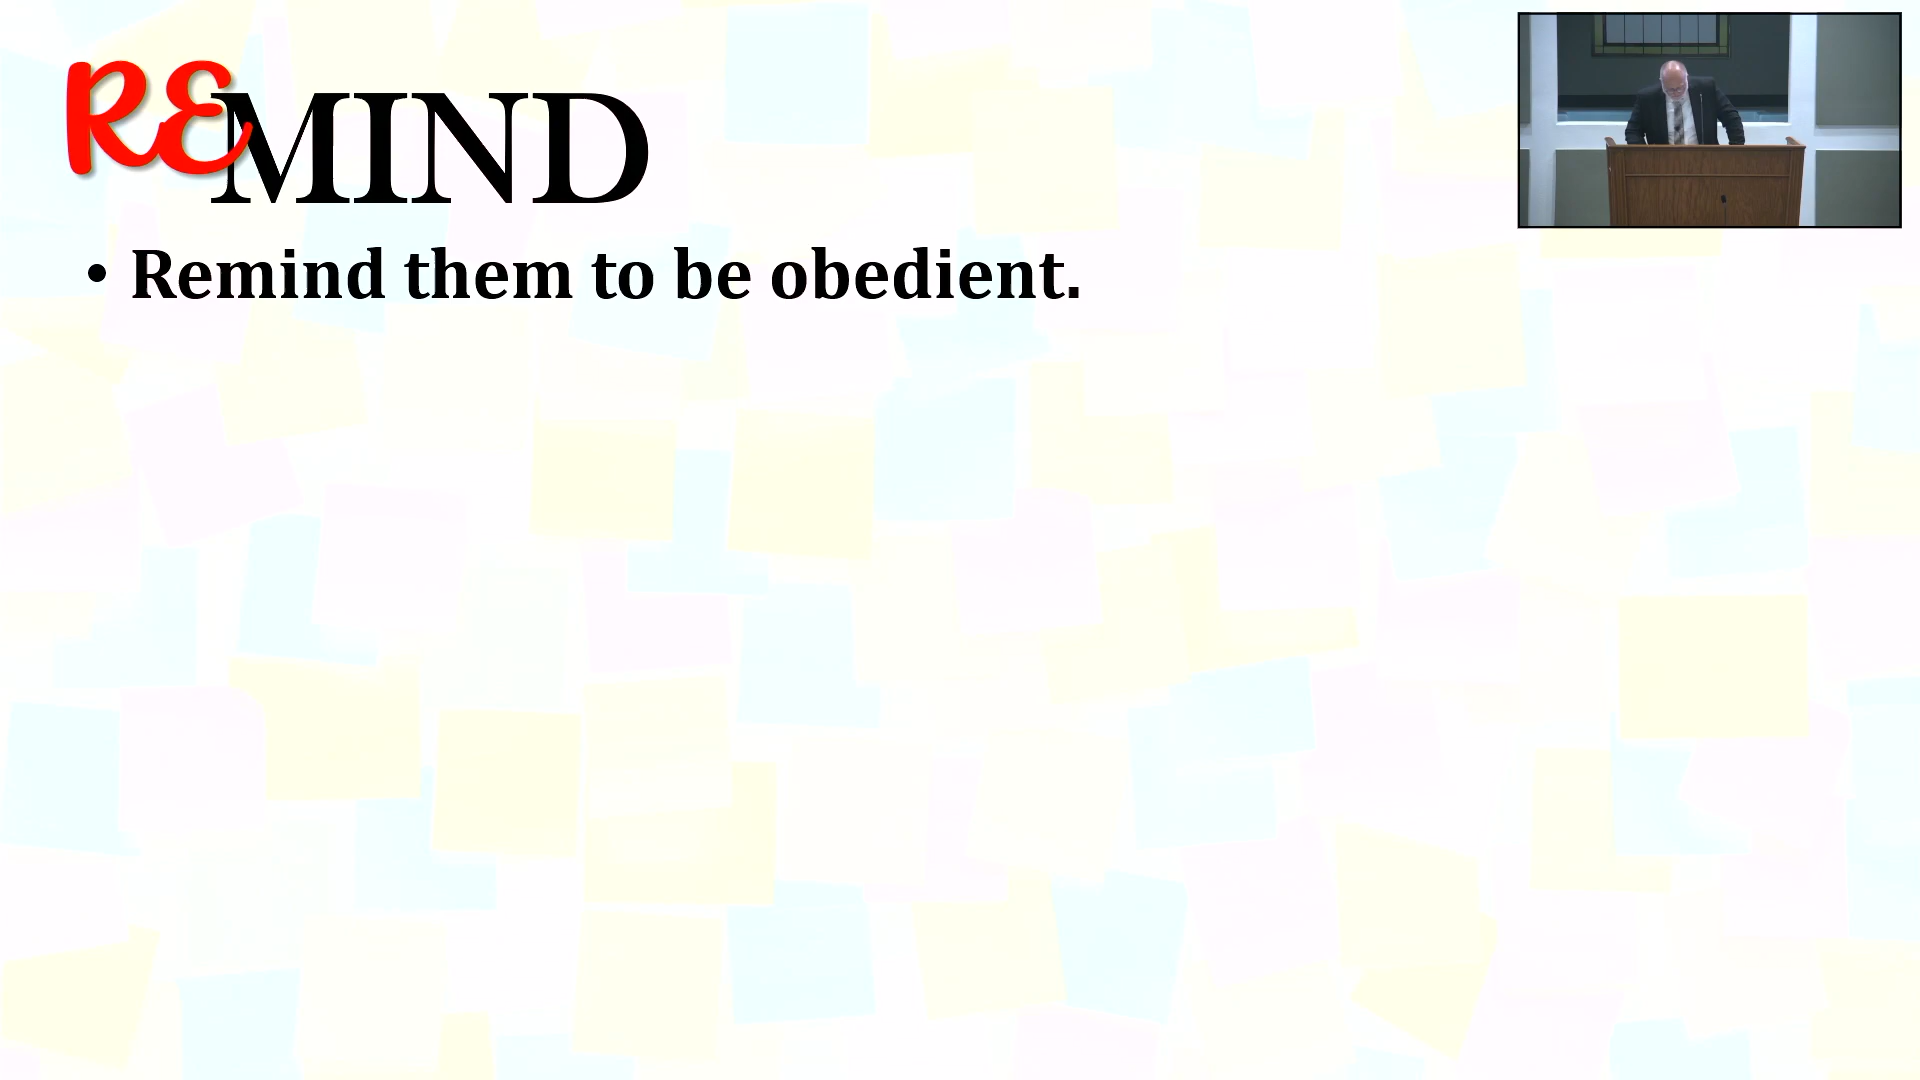 REMIND
• Remind them to be obedient.